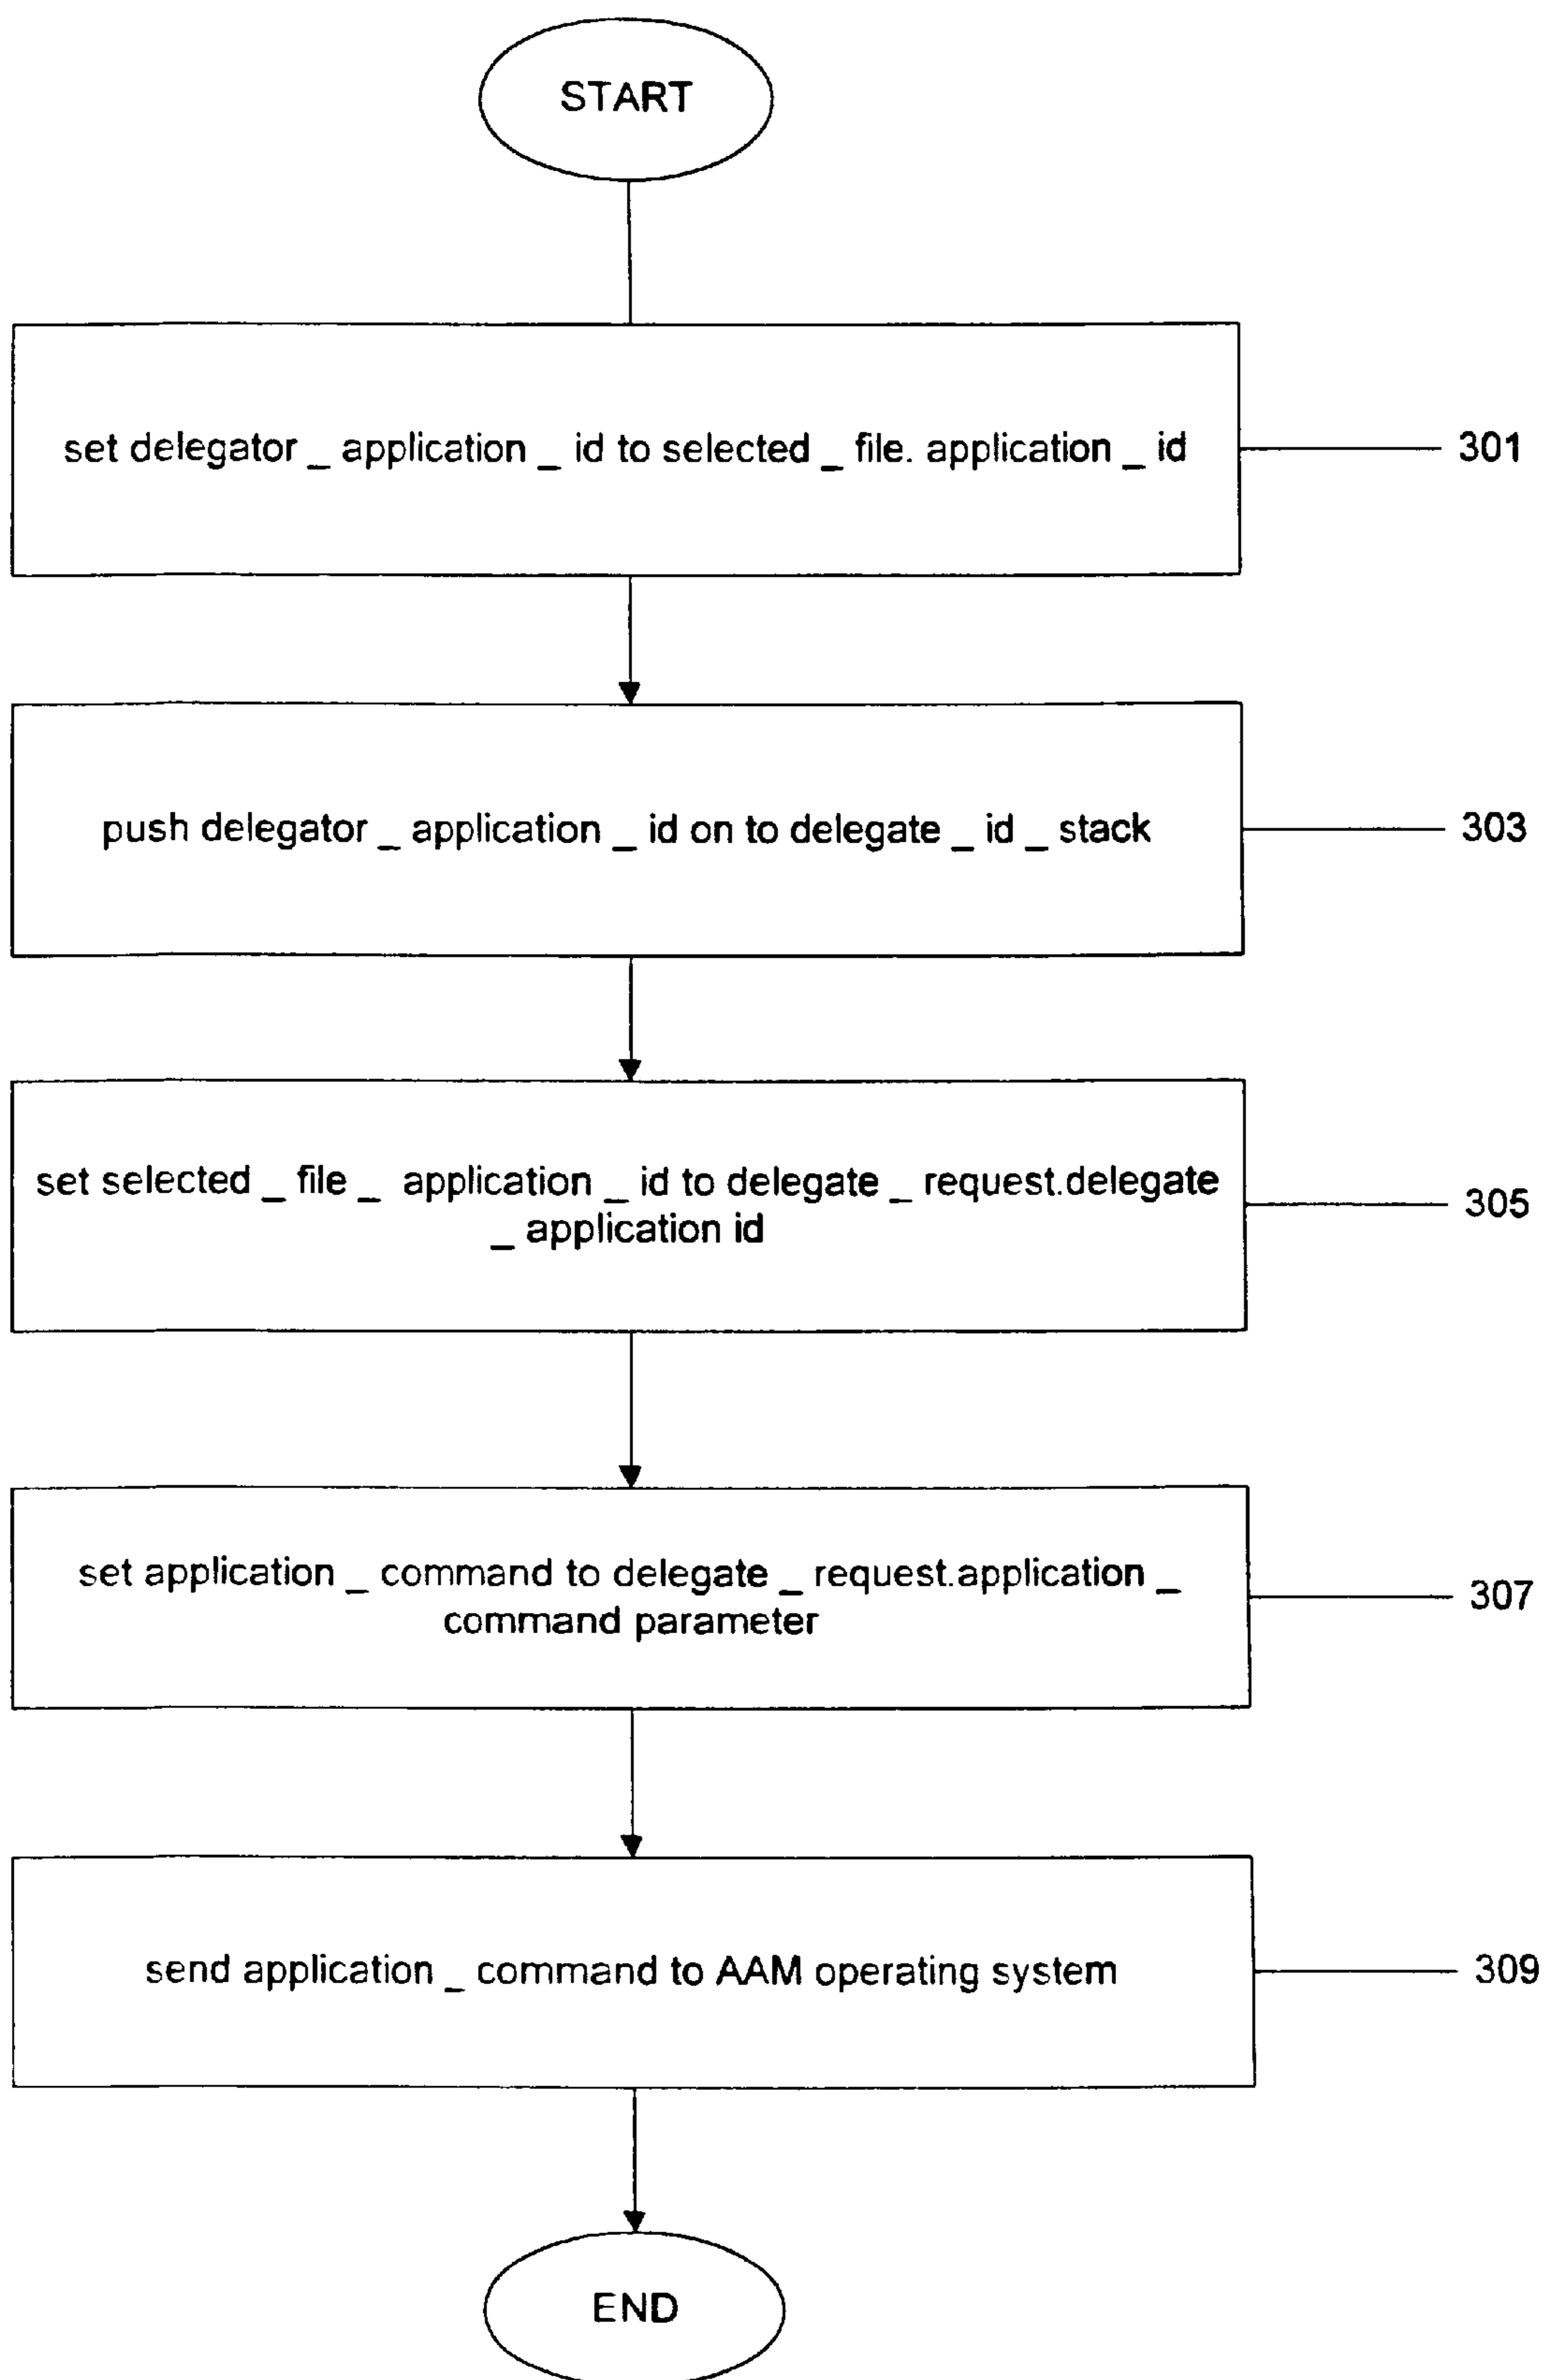 START
set delegator _ application _ id to selected _ file. application _ id
301
push delegator _ application _ id on to delegate _ id _ stack
303
set selected _ file _ application _ id to delegate _ request.delegate
_ application id
305
set application _ command to delegate _ request.application _
command parameter
307
send application _ command to AAM operating system
309
END